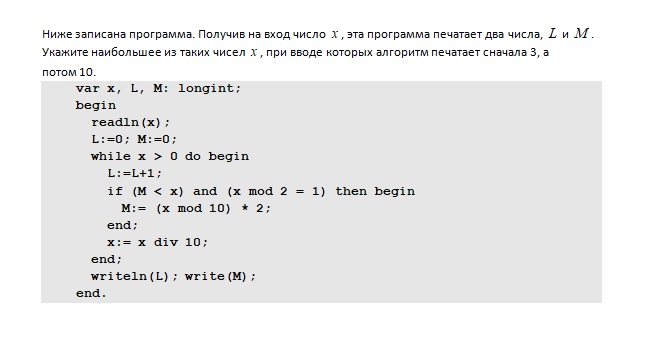 Ниже записана программа. Получив на вход число x, эта программа печатает два числа, L и M.
Укажите наибольшее из таких чисел x, при вводе которых алгоритм печатает сначала 3, а
потом 10.
var x, L, M: longint;
begin
readln(x);
L:=0; M:=0;
while x > 0 do begin
L:=L+1;
if (M < x) and (x mod 2 = 1) then begin
M:= (x mod 10) * 2;
end;
x:= x div 10;
end;
writeln(L); write(M);
end.